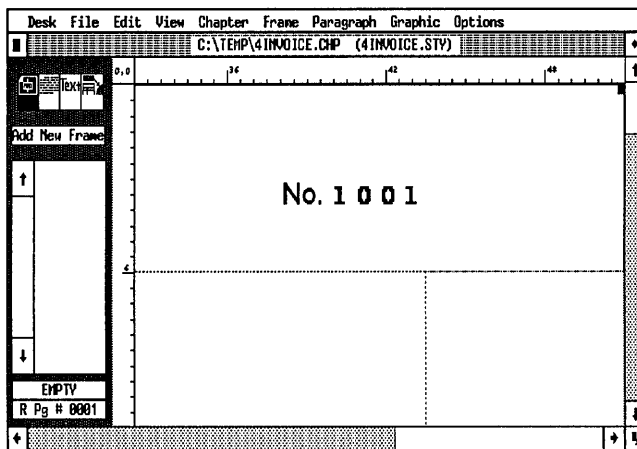 Desk File Edit View Chapter Frame Paragraph Graphic Options
C:\TEMP\4INVOICE.CHP (4INVOICE.STY)
0,0 36 42 48
Text
Add New Frame
No. 1 0 0 1
6
EMPTY
R Pg # 0001